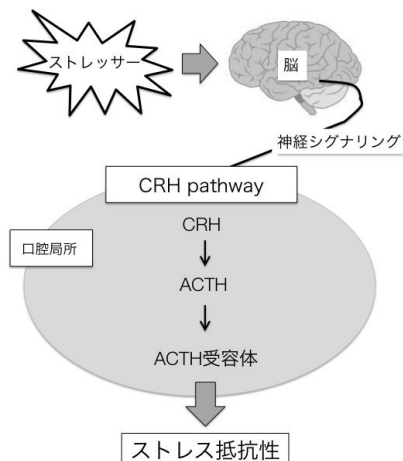 ストレッサー
脳
神経シグナリング
CRH pathway
CRH
口腔局所
ACTH
ACTH受容体
ストレス抵抗性